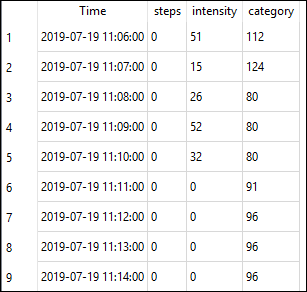 Time steps intensity category
1 2019-07-19 11:06:00 0 51 112
2 2019-07-19 11:07:00 0 15 124
3 2019-07-19 11:08:00 0 26 80
4 2019-07-19 11:09:00 0 52 80
5 2019-07-19 11:10:00 0 32 80
6 2019-07-19 11:11:00 0 0 91
7 2019-07-19 11:12:00 0 0 96
8 2019-07-19 11:13:00 0 0 96
9 2019-07-19 11:14:00 0 0 96